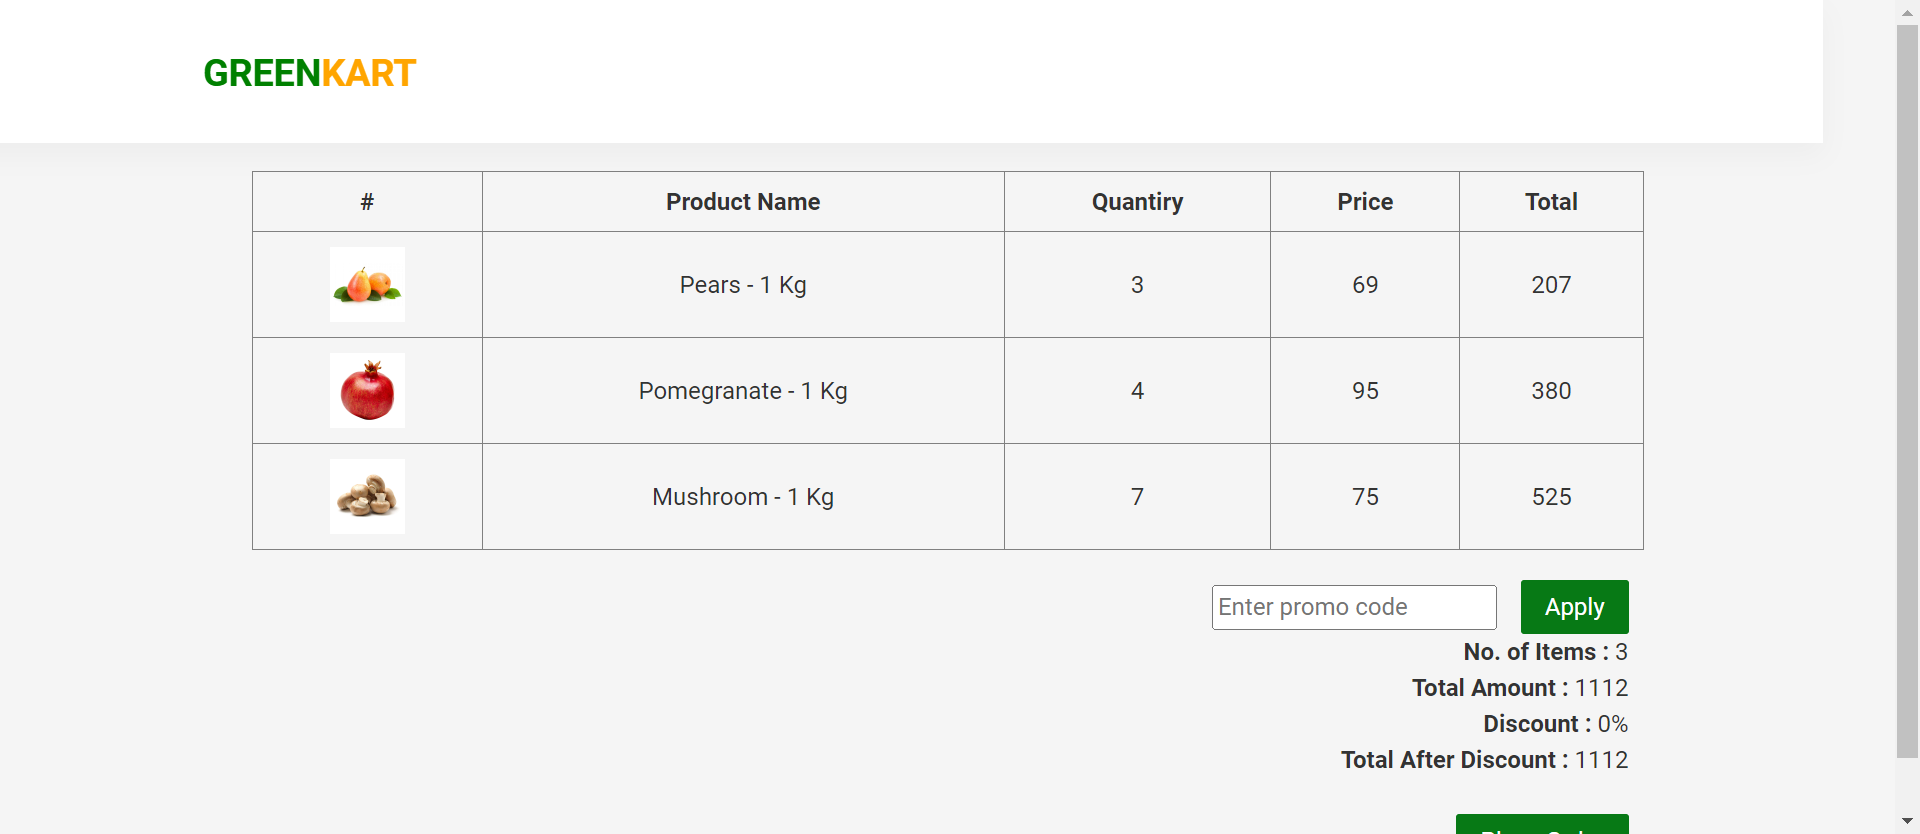 GREENKART
# Product Name Quantiry Price Total
Pears - 1 Kg 3 69 207
Pomegranate - 1 Kg 4 95 380
Mushroom - 1 Kg 7 75 525
Enter promo code Apply
No. of Items : 3
Total Amount : 1112
Discount : 0%
Total After Discount : 1112